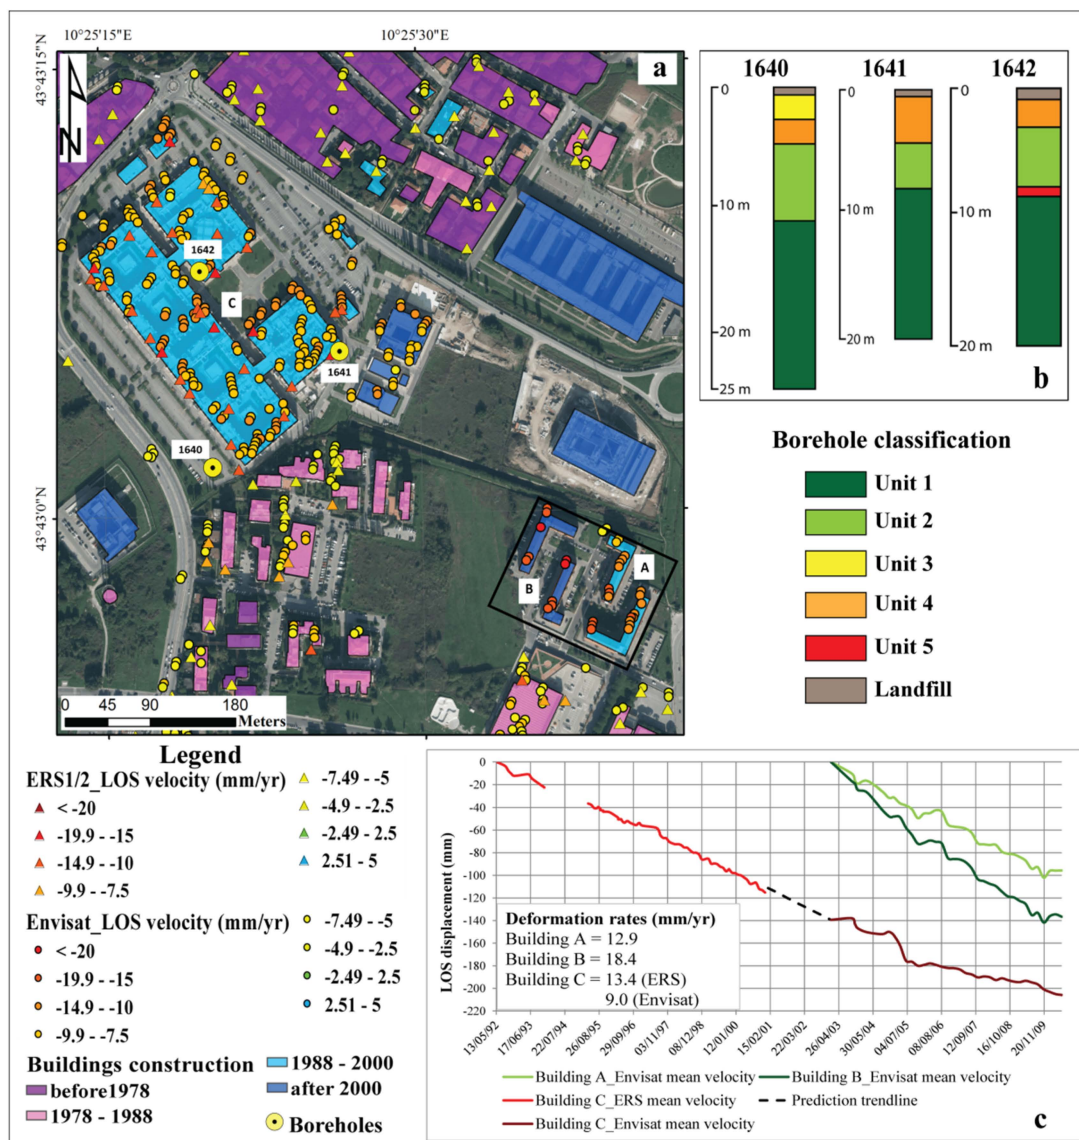 10°25'15"E
10°25'30"E
43°43'15"N
43°43'0"N
N
a
1642
C
1641
1640
A
B
0 45 90 180
Meters
1640 1641 1642
0
10 m
20 m
25 m
0
10 m
20 m
0
10 m
20 m
b
Borehole classification
Unit 1
Unit 2
Unit 3
Unit 4
Unit 5
Landfill
Legend
ERS1/2_LOS velocity (mm/yr)
< -20
-19.9 - -15
-14.9 - -10
-9.9 - -7.5
-7.49 - -5
-4.9 - -2.5
-2.49 - 2.5
2.51 - 5
Envisat_LOS velocity (mm/yr)
< -20
-19.9 - -15
-14.9 - -10
-9.9 - -7.5
-7.49 - -5
-4.9 - -2.5
-2.49 - 2.5
2.51 - 5
Buildings construction
before1978
1978 - 1988
1988 - 2000
after 2000
Boreholes
LOS displacement (mm)
0
-20
-40
-60
-80
-100
-120
-140
-160
-180
-200
-220
Deformation rates (mm/yr)
Building A = 12.9
Building B = 18.4
Building C = 13.4 (ERS)
9.0 (Envisat)
13/05/92
17/06/93
22/07/94
26/08/95
29/09/96
03/11/97
08/12/98
12/01/00
15/02/01
23/03/02
26/04/03
30/05/04
04/07/05
08/08/06
12/09/07
16/10/08
20/11/09
Building A_Envisat mean velocity
Building B_Envisat mean velocity
Building C_ERS mean velocity
Prediction trendline
Building C_Envisat mean velocity
c